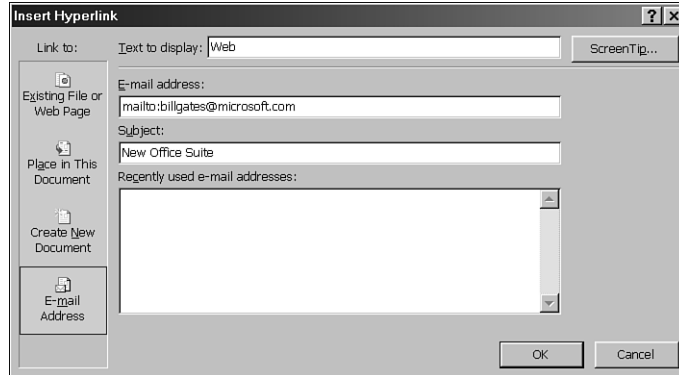 Insert Hyperlink
? x
Link to:
Text to display: Web
ScreenTip...
Existing File or
Web Page
Place in This
Document
Create New
Document
E-mail
Address
E-mail address:
mailto:billgates@microsoft.com
Subject:
New Office Suite
Recently used e-mail addresses:
OK
Cancel